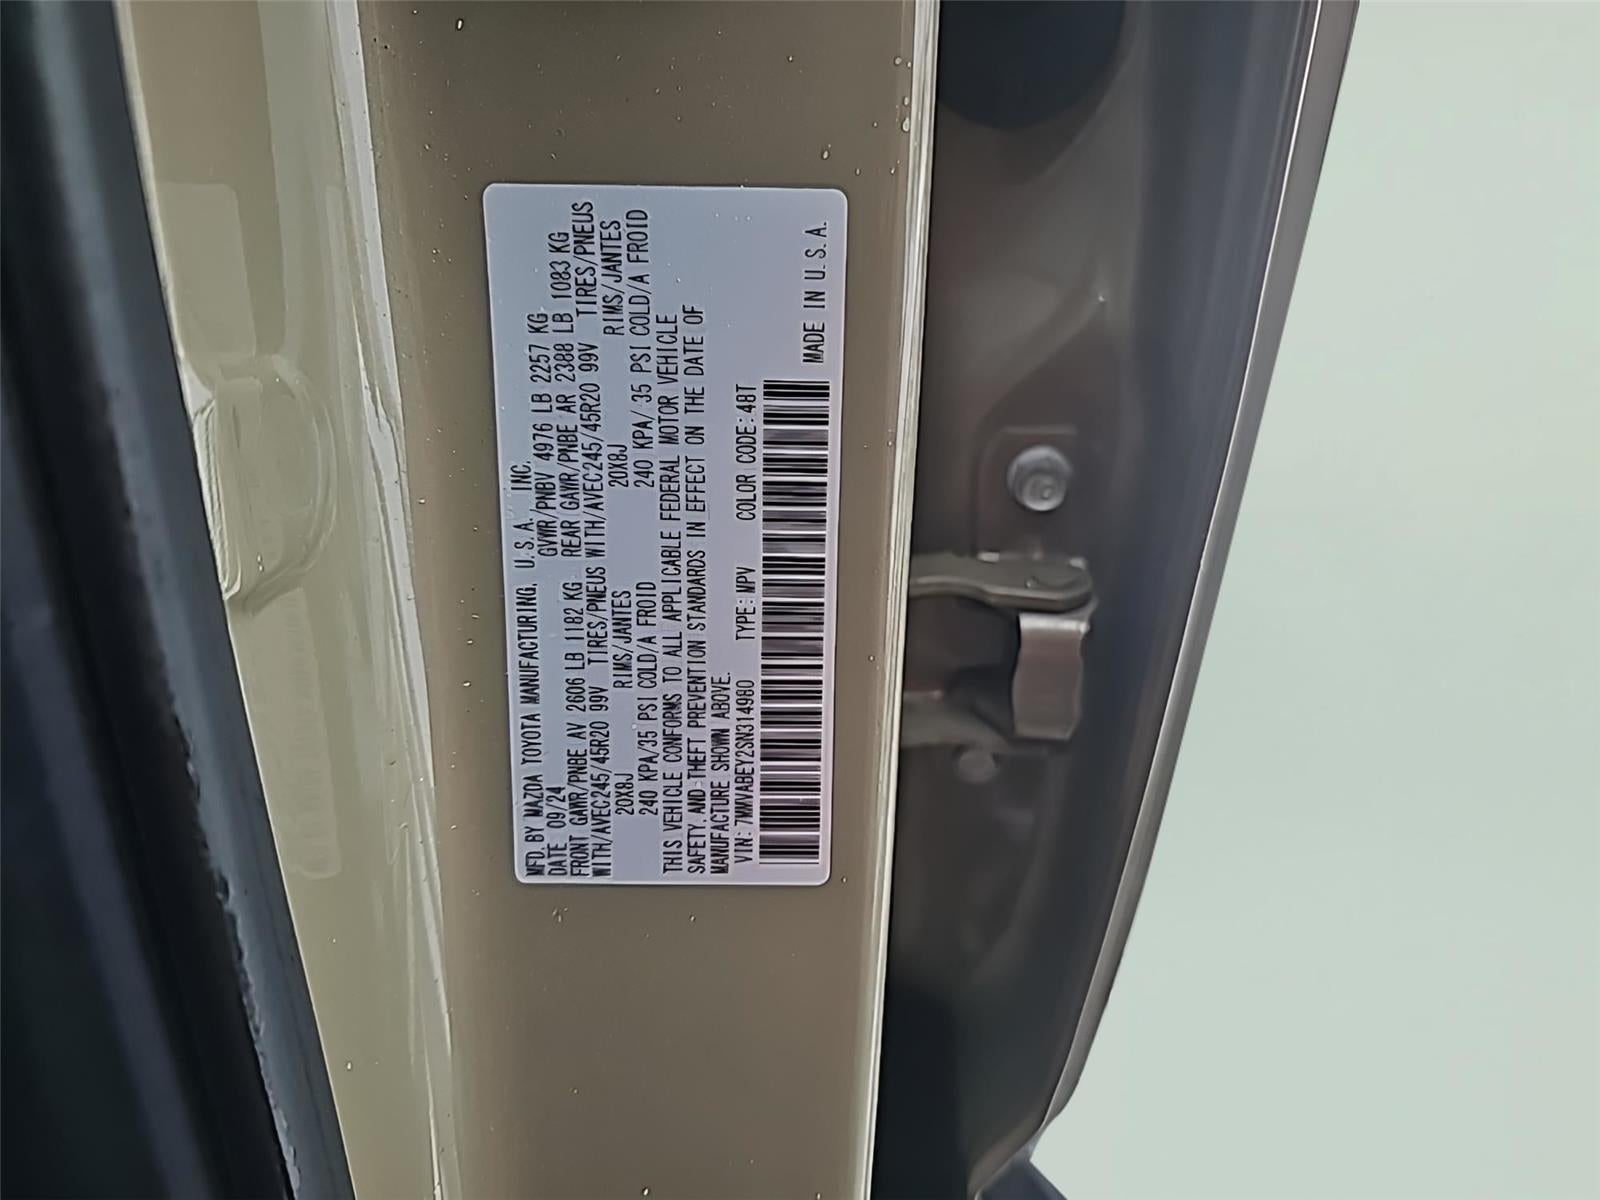 MFD. BY MAZDA TOYOTA MANUFACTURING, U.S.A. INC.
DATE 09/24 GVWR/PNBV 4976 LB 2257 KG
FRONT GAWR/PNBE AV 2606 LB 1182 KG REAR GAWR/PNBE AR 2388 LB 1083 KG
WITH/AVEC245/45R20 99V TIRES/PNEUS WITH/AVEC245/45R20 99V TIRES/PNEUS
20X8J RIMS/JANTES 20X8J RIMS/JANTES
240 KPA/35 PSI COLD/A FROID 240 KPA/ 35 PSI COLD/A FROID
THIS VEHICLE CONFORMS TO ALL APPLICABLE FEDERAL MOTOR VEHICLE
SAFETY, AND THEFT PREVENTION STANDARDS IN EFFECT ON THE DATE OF
MANUFACTURE SHOWN ABOVE.
VIN: 7MMVABEY2SN314980 TYPE: MPV COLOR CODE: 48T
MADE IN U.S.A.